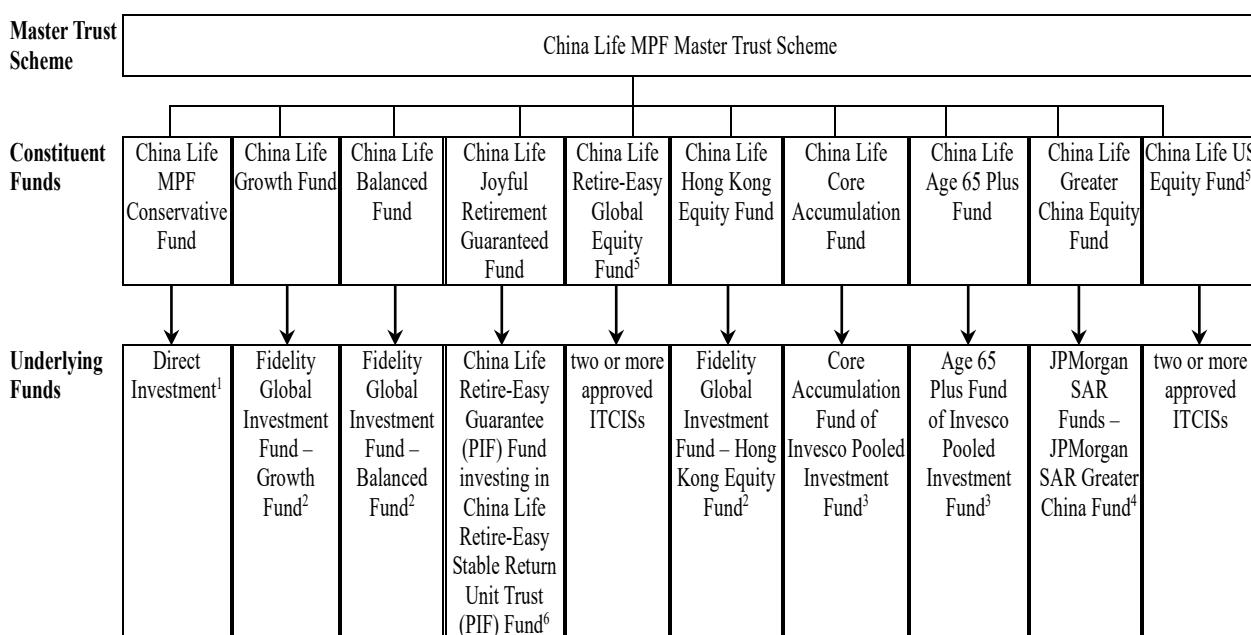 Master Trust
Scheme
China Life MPF Master Trust Scheme
Constituent
Funds
China Life
MPF
Conservative
Fund
China Life
Growth Fund
China Life
Balanced
Fund
China Life
Joyful
Retirement
Guaranteed
Fund
China Life
Retire-Easy
Global
Equity
Fund⁵
China Life
Hong Kong
Equity Fund
China Life
Core
Accumulation
Fund
China Life
Age 65 Plus
Fund
China Life
Greater
China Equity
Fund
China Life US
Equity Fund⁵
Underlying
Funds
Direct
Investment¹
Fidelity
Global
Investment
Fund –
Growth
Fund²
Fidelity
Global
Investment
Fund –
Balanced
Fund²
China Life
Retire-Easy
Guarantee
(PIF) Fund
investing in
China Life
Retire-Easy
Stable Return
Unit Trust
(PIF) Fund⁶
two or more
approved
ITCISs
Fidelity
Global
Investment
Fund – Hong
Kong Equity
Fund²
Core
Accumulation
Fund of
Invesco Pooled
Investment
Fund³
Age 65
Plus Fund
of Invesco
Pooled
Investment
Fund³
JPMorgan
SAR
Funds –
JPMorgan
SAR Greater
China Fund⁴
two or more
approved
ITCISs